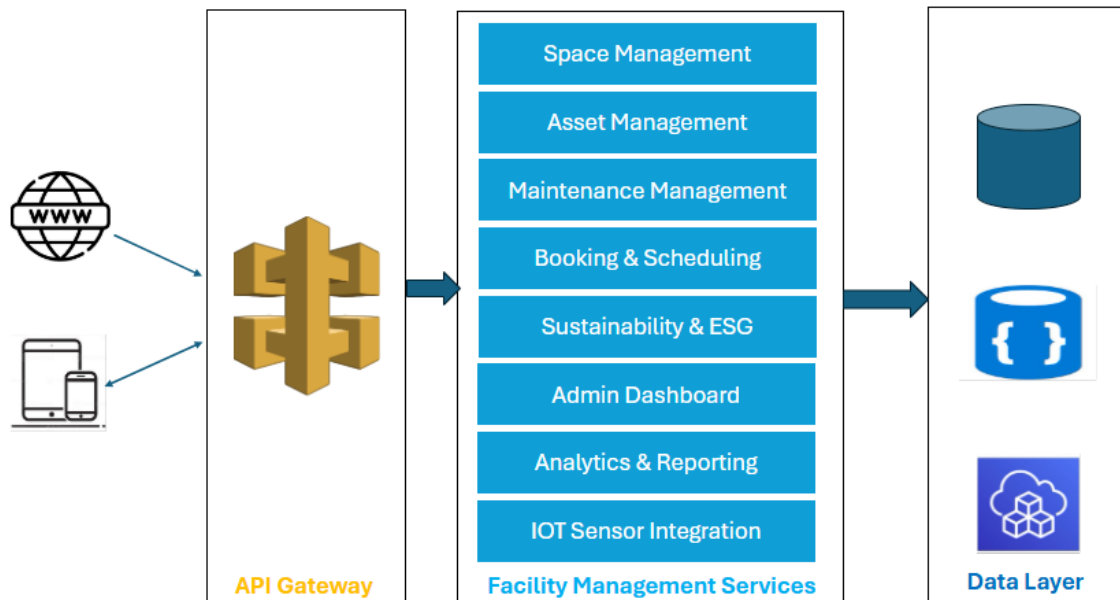 WWW
API Gateway
Space Management
Asset Management
Maintenance Management
Booking & Scheduling
Sustainability & ESG
Admin Dashboard
Analytics & Reporting
IOT Sensor Integration
Facility Management Services
{ }
Data Layer